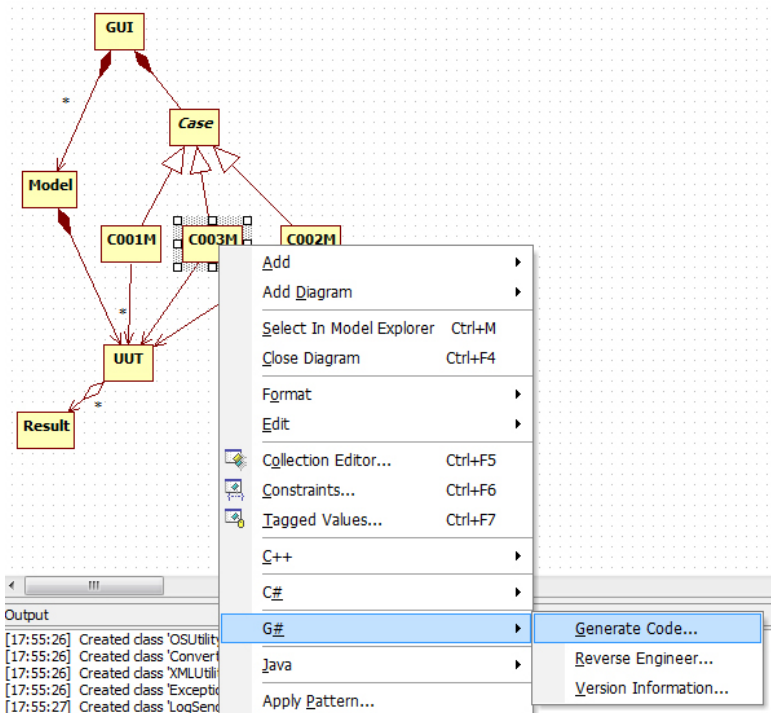 GUI
*
Case
Model
C001M
C003M
C002M
*
UUT
*
Result
Add
Add Diagram
Select In Model Explorer Ctrl+M
Close Diagram Ctrl+F4
Format
Edit
Collection Editor... Ctrl+F5
Constraints... Ctrl+F6
Tagged Values... Ctrl+F7
C++
C#
G#
Java
Apply Pattern...
Generate Code...
Reverse Engineer...
Version Information...
Output
[17:55:26] Created class 'OSUtility
[17:55:26] Created class 'Convert
[17:55:26] Created class 'XMLUtili
[17:55:26] Created class 'Exceptio
[17:55:27] Created class 'LogSend